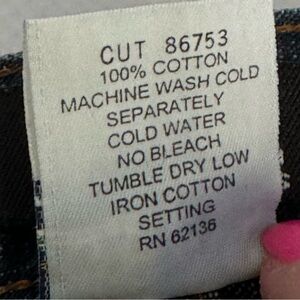 CUT 86753
100% COTTON
MACHINE WASH COLD
SEPARATELY
COLD WATER
NO BLEACH
TUMBLE DRY LOW
IRON COTTON
SETTING
RN 62136